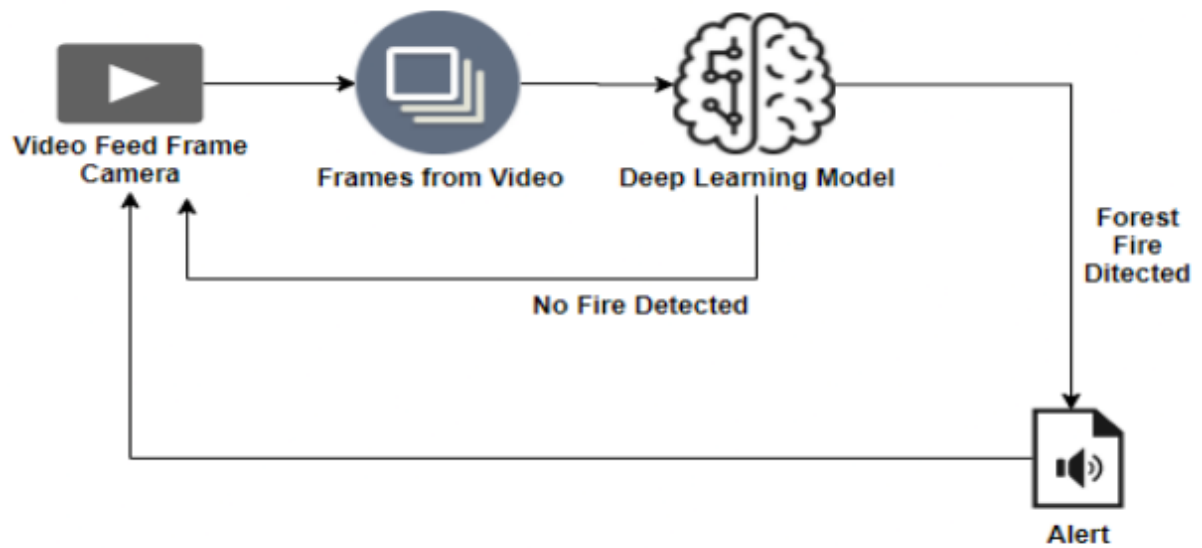 Video Feed Frame
Camera
Frames from Video
Deep Learning Model
Forest
Fire
Ditected
No Fire Detected
Alert